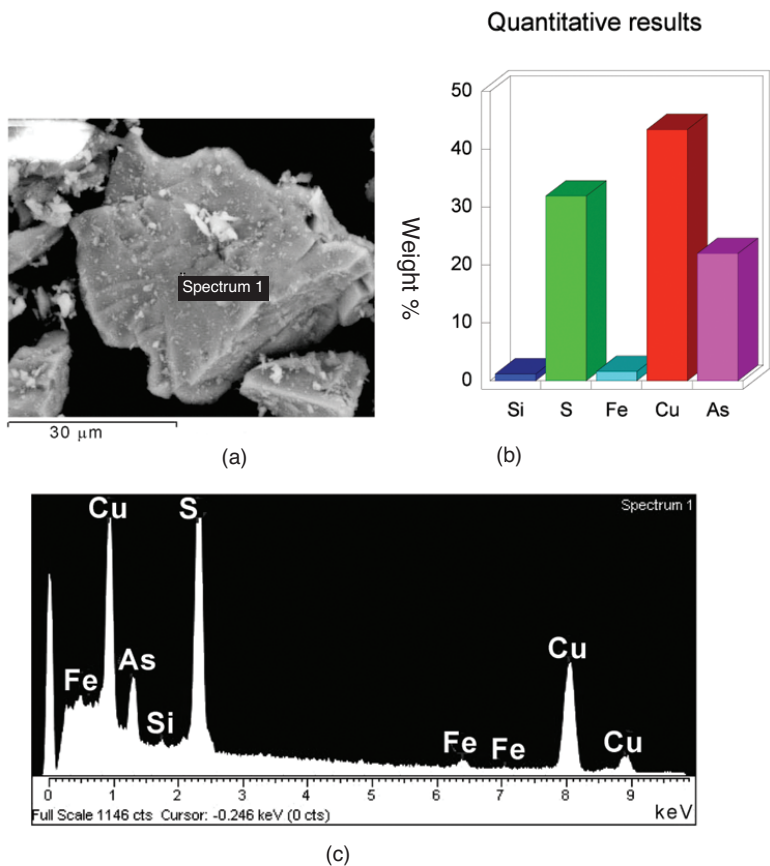 Quantitative results
50
40
30
20
10
0
Weight %
Si S Fe Cu As
Spectrum 1
30 μm
(a)
(b)
Spectrum 1
Cu S
Fe As Si Fe Fe Cu Cu
0 1 2 3 4 5 6 7 8 9
keV
Full Scale 1146 cts Cursor: -0.246 keV (0 cts)
(c)